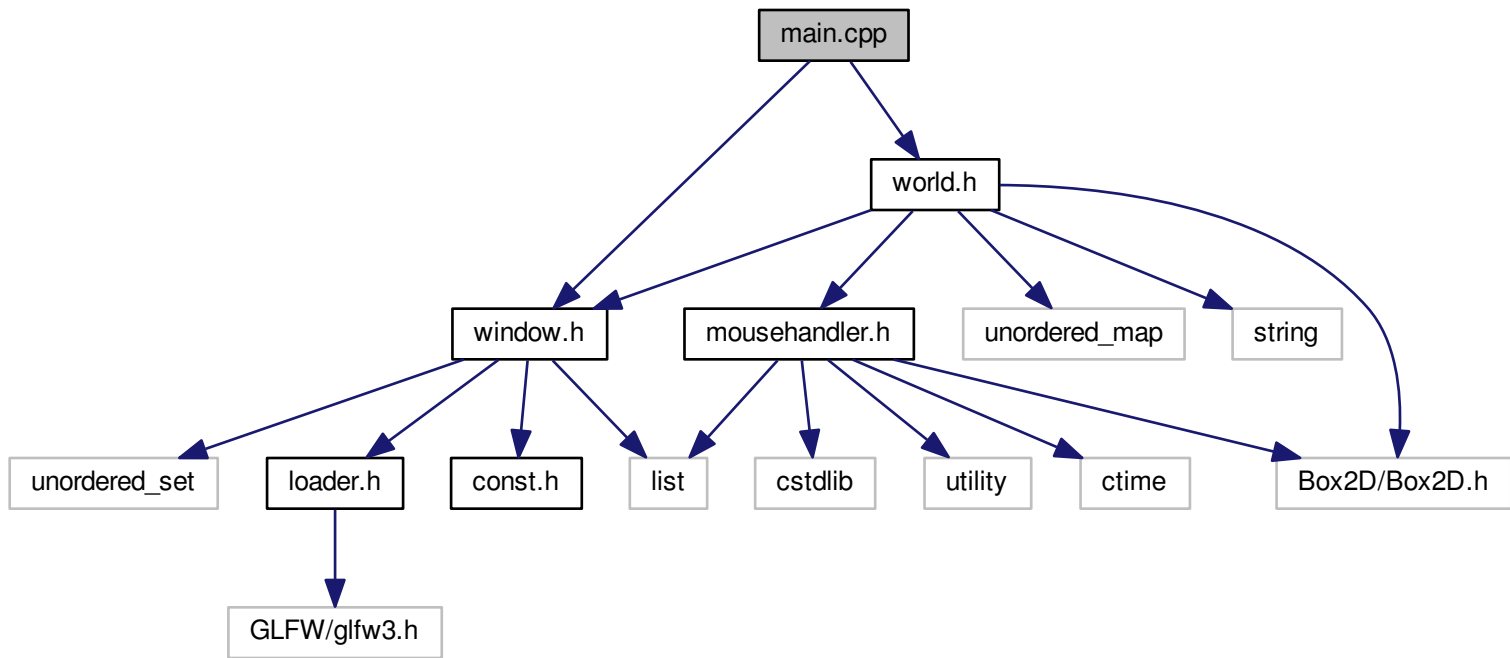 main.cpp
world.h
window.h
mousehandler.h
unordered_map
string
unordered_set
loader.h
const.h
list
cstdlib
utility
ctime
Box2D/Box2D.h
GLFW/glfw3.h